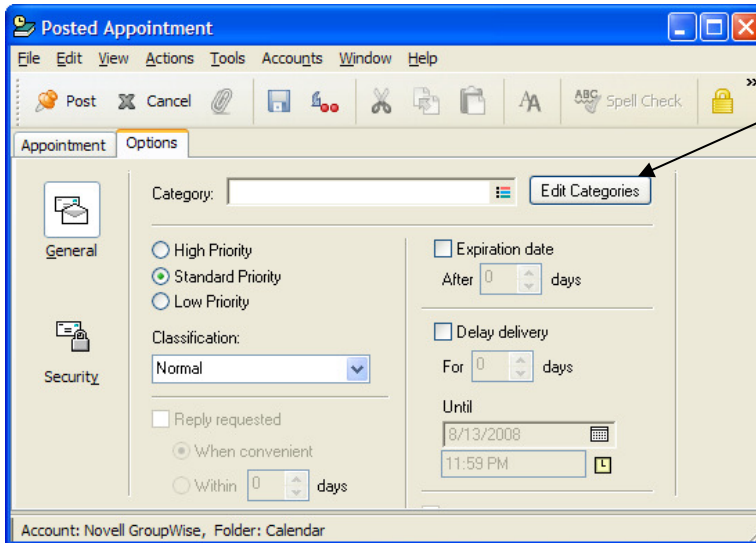 Posted Appointment
File Edit View Actions Tools Accounts Window Help
Post Cancel ABC Spell Check »
Appointment Options
Category: Edit Categories
General
High Priority
Standard Priority
Low Priority
Expiration date
After 0 days
Classification:
Normal
Delay delivery
For 0 days
Security
Until
8/13/2008
11:59 PM
Reply requested
When convenient
Within 0 days
Account: Novell GroupWise, Folder: Calendar